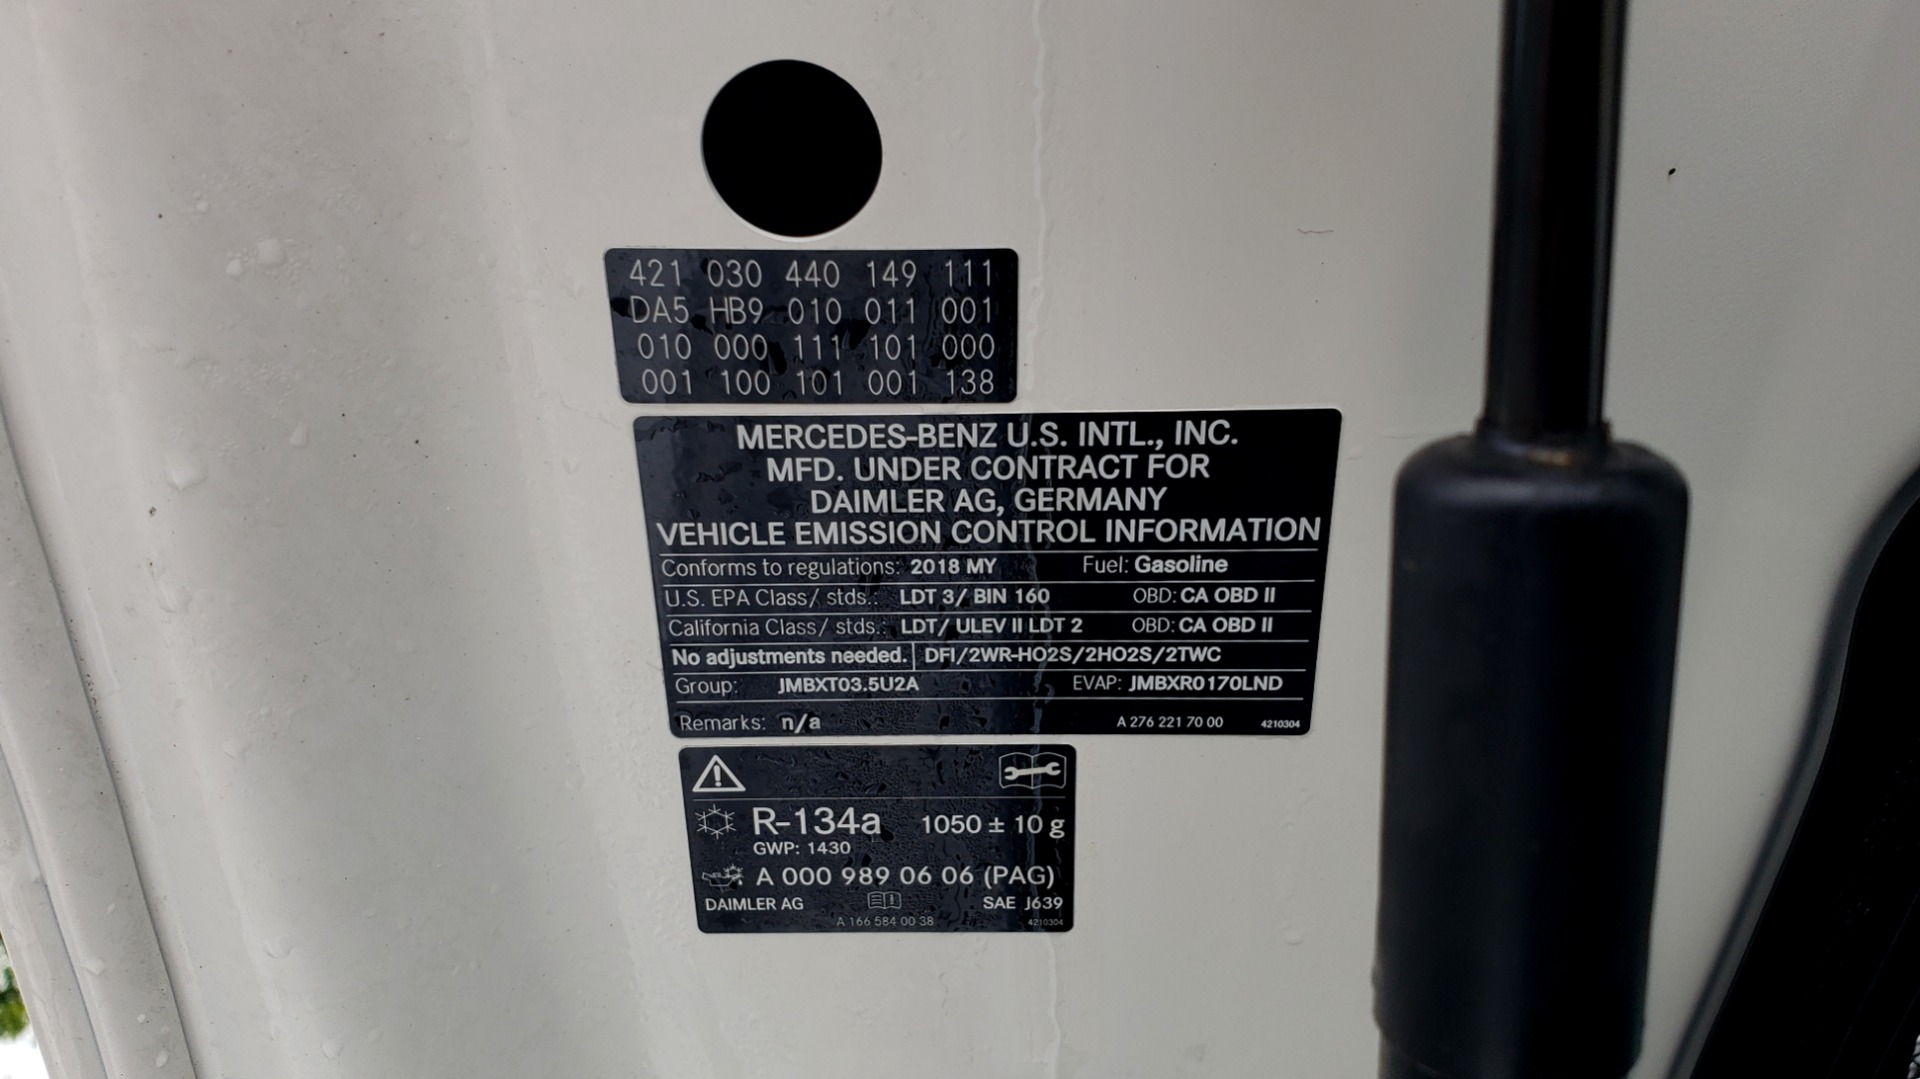 421 030 440 149 111
DA5 HB9 010 011 001
010 000 111 101 000
001 100 101 001 138
MERCEDES-BENZ U.S. INTL., INC.
MFD. UNDER CONTRACT FOR
DAIMLER AG, GERMANY
VEHICLE EMISSION CONTROL INFORMATION
Conforms to regulations: 2018 MY Fuel: Gasoline
U.S. EPA Class/ stds.: LDT 3/ BIN 160 OBD: CA OBD II
California Class/ stds.: LDT/ ULEV II LDT 2 OBD: CA OBD II
No adjustments needed. DFI/2WR-HO2S/2HO2S/2TWC
Group: JMBXT03.5U2A EVAP: JMBXR0170LND
Remarks: n/a A 276 221 70 00 4210304
R-134a 1050 ± 10 g
GWP: 1430
A 000 989 06 06 (PAG)
DAIMLER AG SAE J639
A 166 584 00 38 4210304